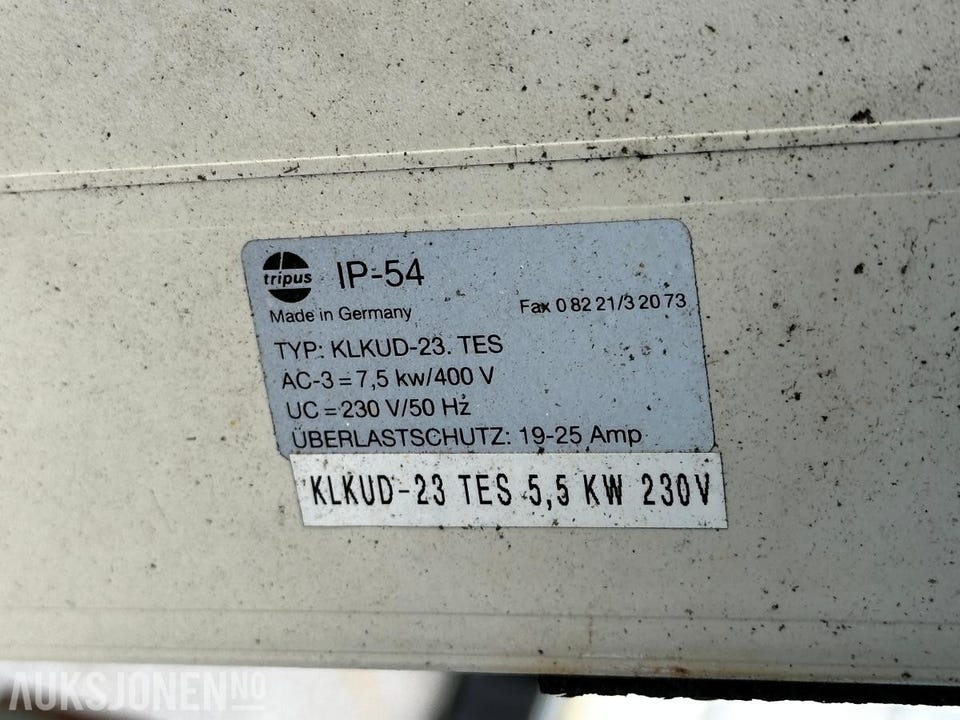 tripus IP-54
Made in Germany Fax 0 82 21/3 20 73
TYP: KLKUD-23. TES
AC-3 = 7,5 kw/400 V
UC = 230 V/50 Hz
ÜBERLASTSCHUTZ: 19-25 Amp
KLKUD-23 TES 5,5 KW 230V
AUKSJONEN NO